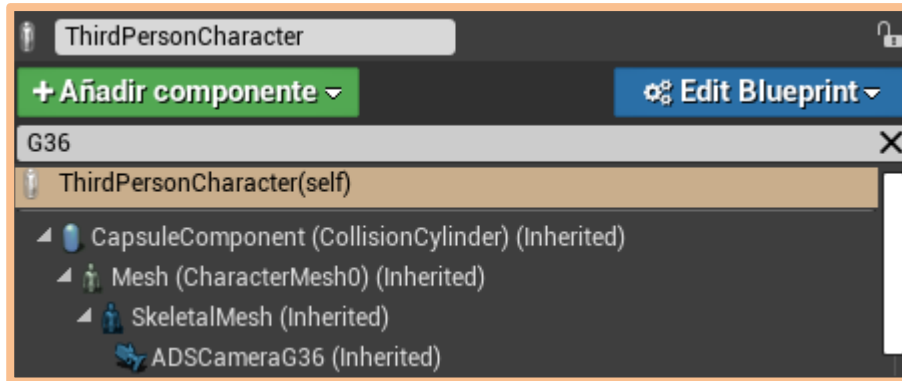 ThirdPersonCharacter
+ Añadir componente Edit Blueprint
G36
ThirdPersonCharacter(self)
CapsuleComponent (CollisionCylinder) (Inherited)
Mesh (CharacterMesh0) (Inherited)
SkeletalMesh (Inherited)
ADSCameraG36 (Inherited)